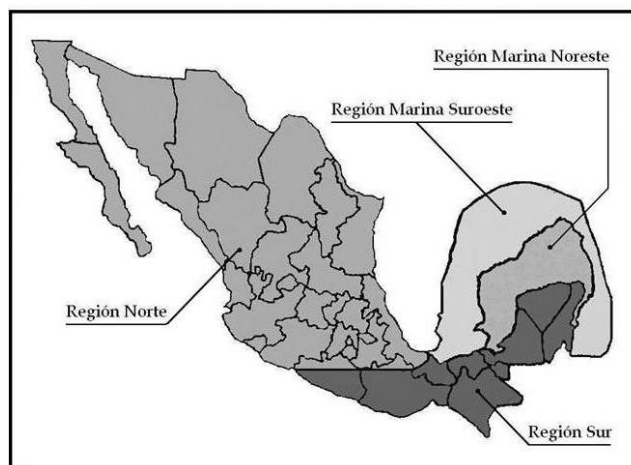 Región Marina Noreste
Región Marina Suroeste
Región Norte
Región Sur